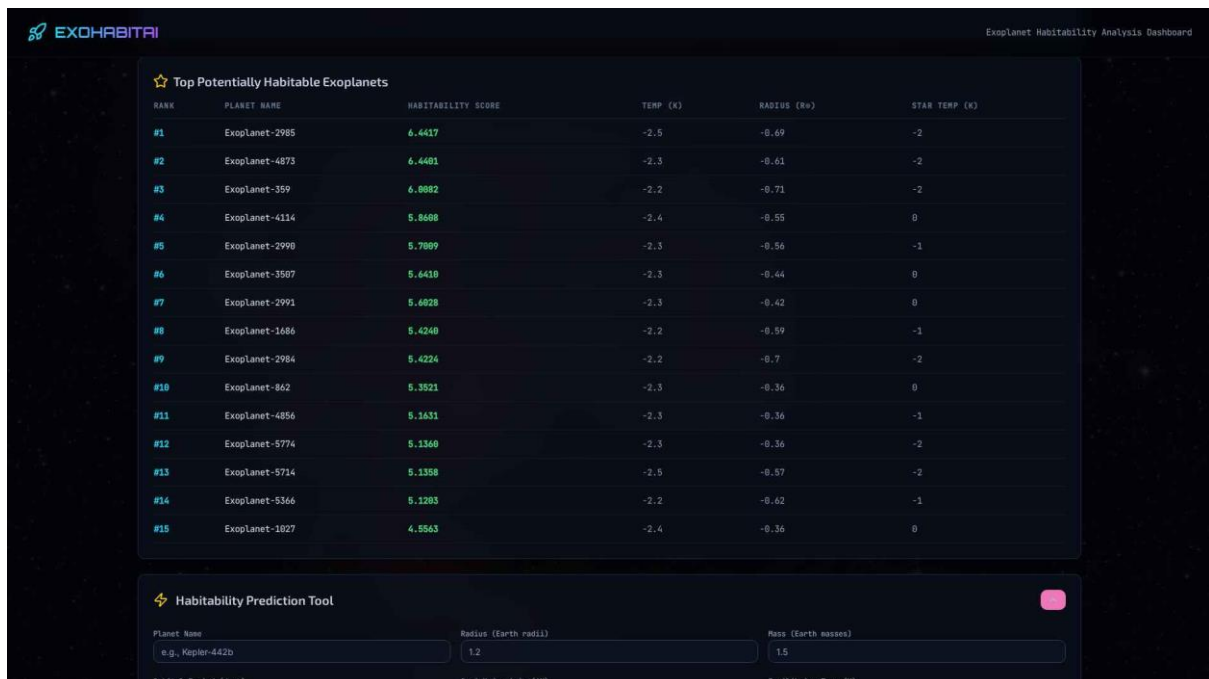 EXOHABITAI
Exoplanet Habitability Analysis Dashboard
Top Potentially Habitable Exoplanets
RANK PLANET NAME HABITABILITY SCORE TEMP (K) RADIUS (R⊕) STAR TEMP (K)
#1 Exoplanet-2985 6.4417 -2.5 -0.69 -2
#2 Exoplanet-4873 6.4401 -2.3 -0.61 -2
#3 Exoplanet-359 6.0082 -2.2 -0.71 -2
#4 Exoplanet-4114 5.8608 -2.4 -0.55 0
#5 Exoplanet-2990 5.7009 -2.3 -0.56 -1
#6 Exoplanet-3507 5.6410 -2.3 -0.44 0
#7 Exoplanet-2991 5.6028 -2.3 -0.42 0
#8 Exoplanet-1686 5.4240 -2.2 -0.59 -1
#9 Exoplanet-2984 5.4224 -2.2 -0.7 -2
#10 Exoplanet-862 5.3521 -2.3 -0.36 0
#11 Exoplanet-4856 5.1631 -2.3 -0.36 -1
#12 Exoplanet-5774 5.1360 -2.3 -0.36 -2
#13 Exoplanet-5714 5.1358 -2.5 -0.57 -2
#14 Exoplanet-5366 5.1203 -2.2 -0.62 -1
#15 Exoplanet-1027 4.5563 -2.4 -0.36 0
Habitability Prediction Tool
Planet Name Radius (Earth radii) Mass (Earth masses)
e.g., Kepler-442b 1.2 1.5